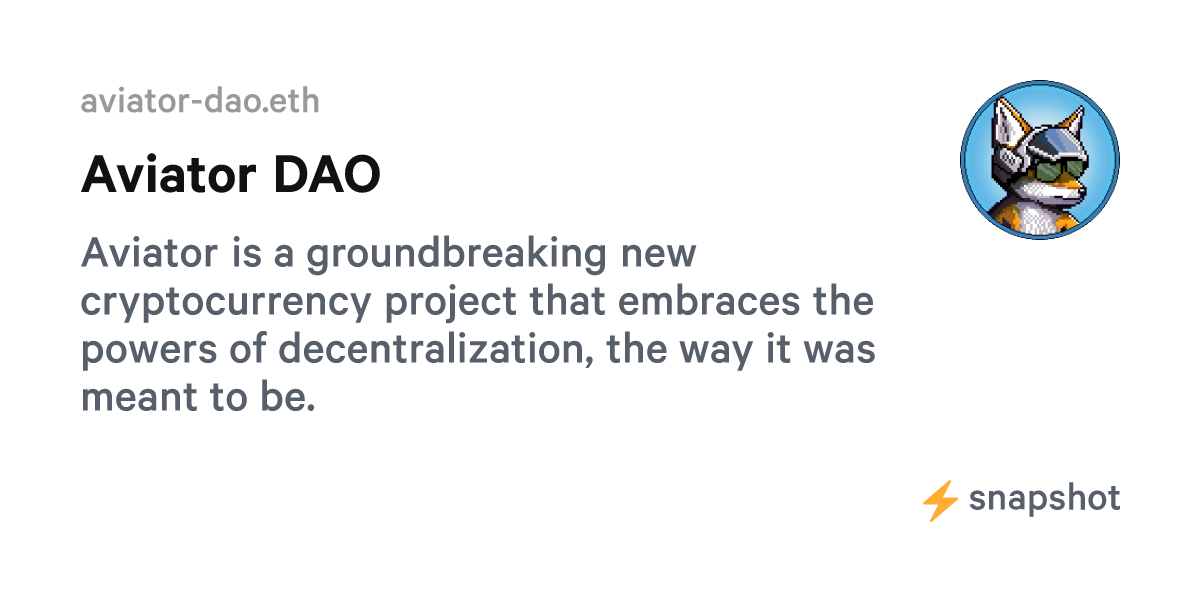 aviator-dao.eth
Aviator DAO
Aviator is a groundbreaking new
cryptocurrency project that embraces the
powers of decentralization, the way it was
meant to be.
snapshot